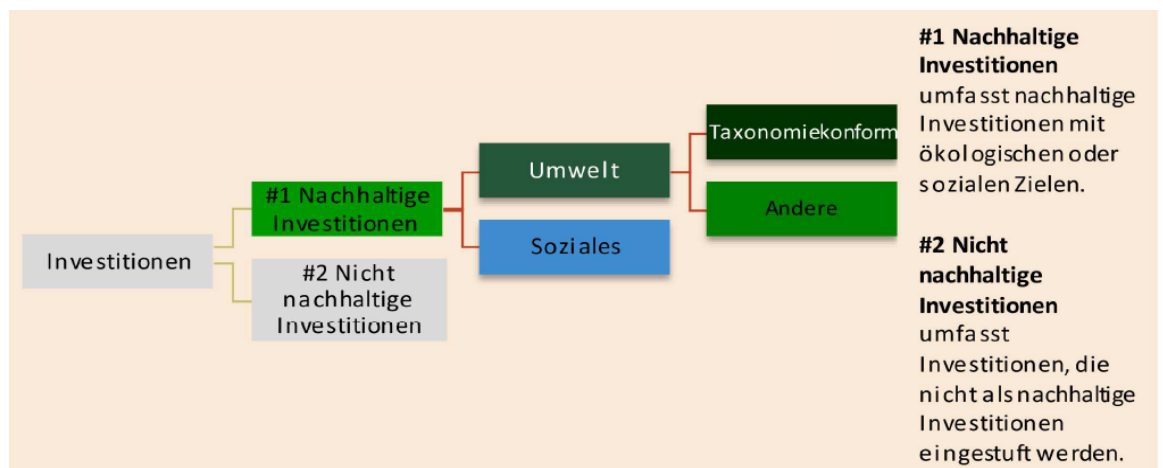 Investitionen
#1 Nachhaltige
Investitionen
#2 Nicht
nachhaltige
Investitionen
Umwelt
Soziales
Taxonomiekonform
Andere
#1 Nachhaltige
Investitionen
umfasst nachhaltige
Investitionen mit
ökologischen oder
sozialen Zielen.
#2 Nicht
nachhaltige
Investitionen
umfasst
Investitionen, die
nicht als nachhaltige
Investitionen
eingestuft werden.